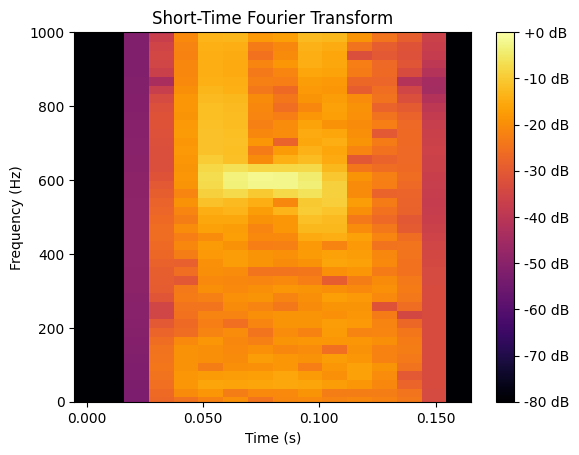 Short-Time Fourier Transform
1000
800
600
400
200
0
Frequency (Hz)
0.000
0.050
0.100
0.150
Time (s)
+0 dB
-10 dB
-20 dB
-30 dB
-40 dB
-50 dB
-60 dB
-70 dB
-80 dB